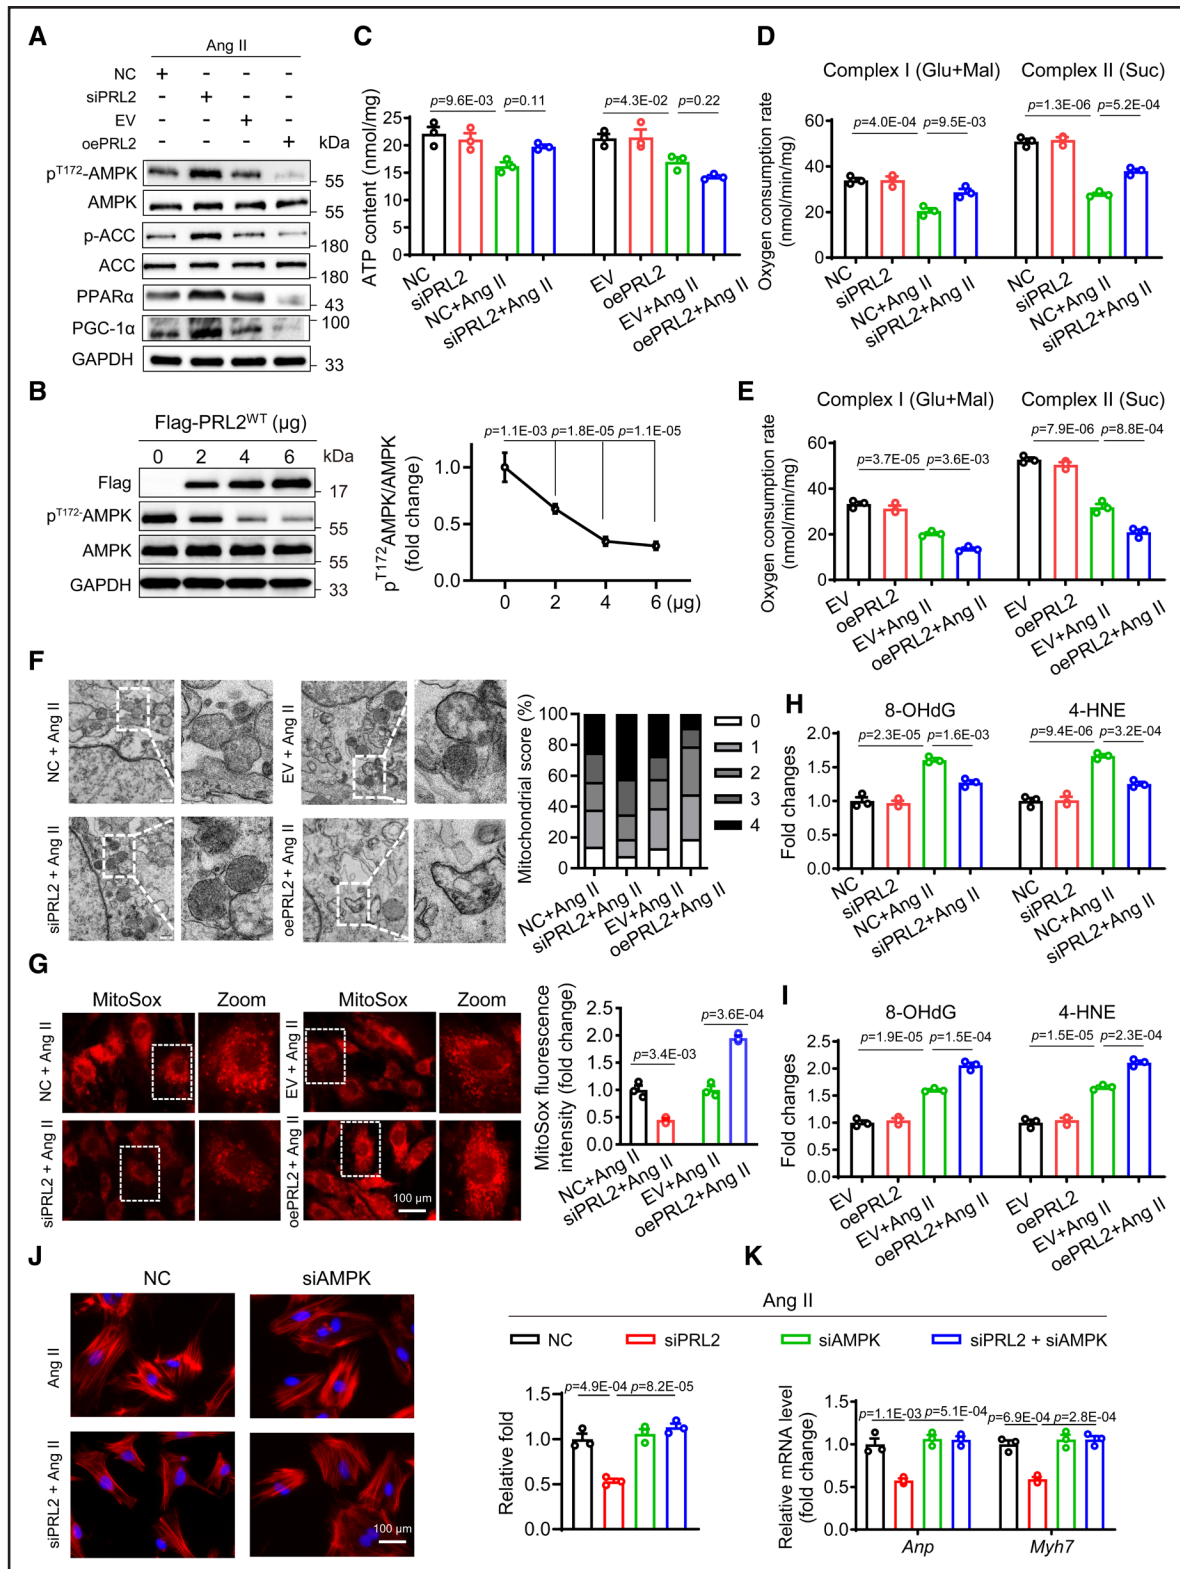 A
Ang II
NC + - - -
siPRL2 - + - -
EV - - + -
oePRL2 - - - + kDa
pT172-AMPK 55
AMPK 55
p-ACC 180
ACC 180
PPARα 43
PGC-1α 100
GAPDH 33
B
Flag-PRL2WT (μg)
0 2 4 6 kDa
Flag 17
pT172-AMPK 55
AMPK 55
GAPDH 33
p=1.1E-03 p=1.8E-05 p=1.1E-05
pT172AMPK/AMPK
(fold change)
1.0
0.5
0.0
0 2 4 6 (μg)
C
p=9.6E-03 p=0.11 p=4.3E-02 p=0.22
ATP content (nmol/mg)
25
20
15
10
5
0
NC
siPRL2
NC+Ang II
siPRL2+Ang II
EV
oePRL2
EV+Ang II
oePRL2+Ang II
D
Complex I (Glu+Mal) Complex II (Suc)
p=1.3E-06 p=5.2E-04
p=4.0E-04 p=9.5E-03
Oxygen consumption rate
(nmol/min/mg)
60
40
20
0
NC
siPRL2
NC+Ang II
siPRL2+Ang II
NC
siPRL2
NC+Ang II
siPRL2+Ang II
E
Complex I (Glu+Mal) Complex II (Suc)
p=7.9E-06 p=8.8E-04
p=3.7E-05 p=3.6E-03
Oxygen consumption rate
(nmol/min/mg)
60
40
20
0
EV
oePRL2
EV+Ang II
oePRL2+Ang II
EV
oePRL2
EV+Ang II
oePRL2+Ang II
F
NC + Ang II
EV + Ang II
siPRL2 + Ang II
oePRL2 + Ang II
Mitochondrial score (%)
100
80
60
40
20
0
0
1
2
3
4
NC+Ang II
siPRL2+Ang II
EV+Ang II
oePRL2+Ang II
G
MitoSox Zoom MitoSox Zoom
NC + Ang II
EV + Ang II
siPRL2 + Ang II
oePRL2 + Ang II
100 μm
MitoSox fluorescence
intensity (fold change)
p=3.6E-04
p=3.4E-03
2.5
2.0
1.5
1.0
0.5
0.0
NC+Ang II
siPRL2+Ang II
EV+Ang II
oePRL2+Ang II
H
8-OHdG 4-HNE
p=2.3E-05 p=1.6E-03
p=9.4E-06 p=3.2E-04
Fold changes
2.0
1.5
1.0
0.5
0.0
NC
siPRL2
NC+Ang II
siPRL2+Ang II
NC
siPRL2
NC+Ang II
siPRL2+Ang II
I
8-OHdG 4-HNE
p=1.9E-05 p=1.5E-04
p=1.5E-05 p=2.3E-04
Fold changes
2.5
2.0
1.5
1.0
0.5
0.0
EV
oePRL2
EV+Ang II
oePRL2+Ang II
EV
oePRL2
EV+Ang II
oePRL2+Ang II
J
NC siAMPK
Ang II
siPRL2 + Ang II
100 μm
K
Ang II
NC siPRL2 siAMPK siPRL2 + siAMPK
p=4.9E-04 p=8.2E-05
Relative fold
1.5
1.0
0.5
0.0
p=1.1E-03 p=5.1E-04 p=6.9E-04 p=2.8E-04
Relative mRNA level
(fold change)
1.5
1.0
0.5
0.0
Anp Myh7